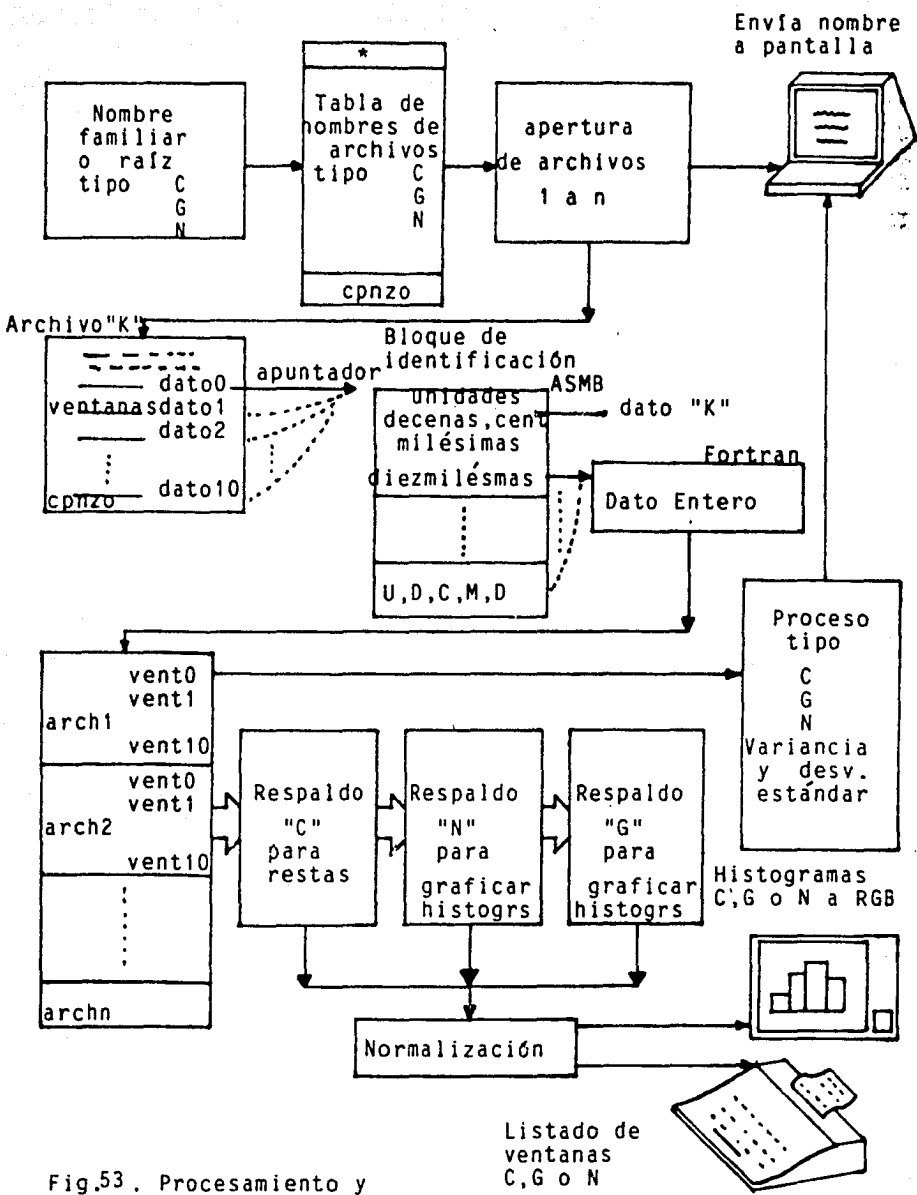 Envía nombre
a pantalla
Nombre
familiar
o raíz
tipo C
G
N
*
Tabla de
nombres de
archivos
tipo C
G
N
cpnzo
apertura
de archivos
1 a n
Archivo"K"
dato0
ventanas dato1
dato2
dato10
cpnzo
apuntador
Bloque de
identificación
ASMB
unidades
decenas,cent
milésimas
diezmilésmas
U,D,C,M,D
dato "K"
Fortran
Dato Entero
Proceso
tipo
C
G
N
Variancia
y desv.
estándar
vent0
vent1
arch1
vent10
vent0
vent1
arch2
vent10
archn
Respaldo
"C"
para
restas
Respaldo
"N"
para
graficar
histogrs
Respaldo
"G"
para
graficar
histogrs
Histogramas
C,G o N a RGB
Normalización
Listado de
ventanas
C,G o N
Fig.53. Procesamiento y